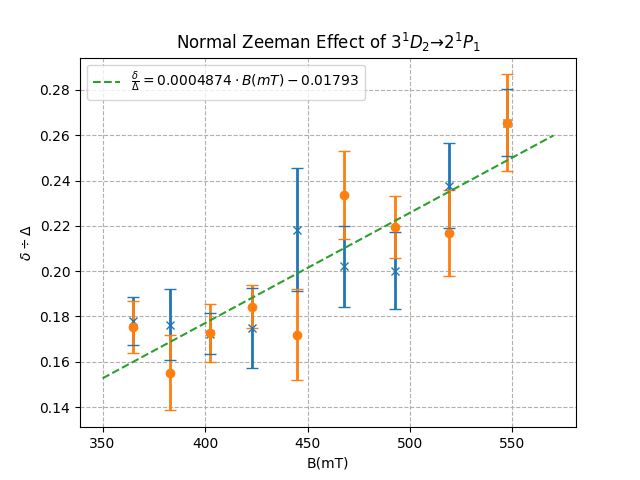 Normal Zeeman Effect of 3¹D₂→2¹P₁
δ/Δ = 0.0004874 · B(mT) − 0.01793
0.28
0.26
0.24
0.22
0.20
0.18
0.16
0.14
δ ÷ Δ
350 400 450 500 550
B(mT)